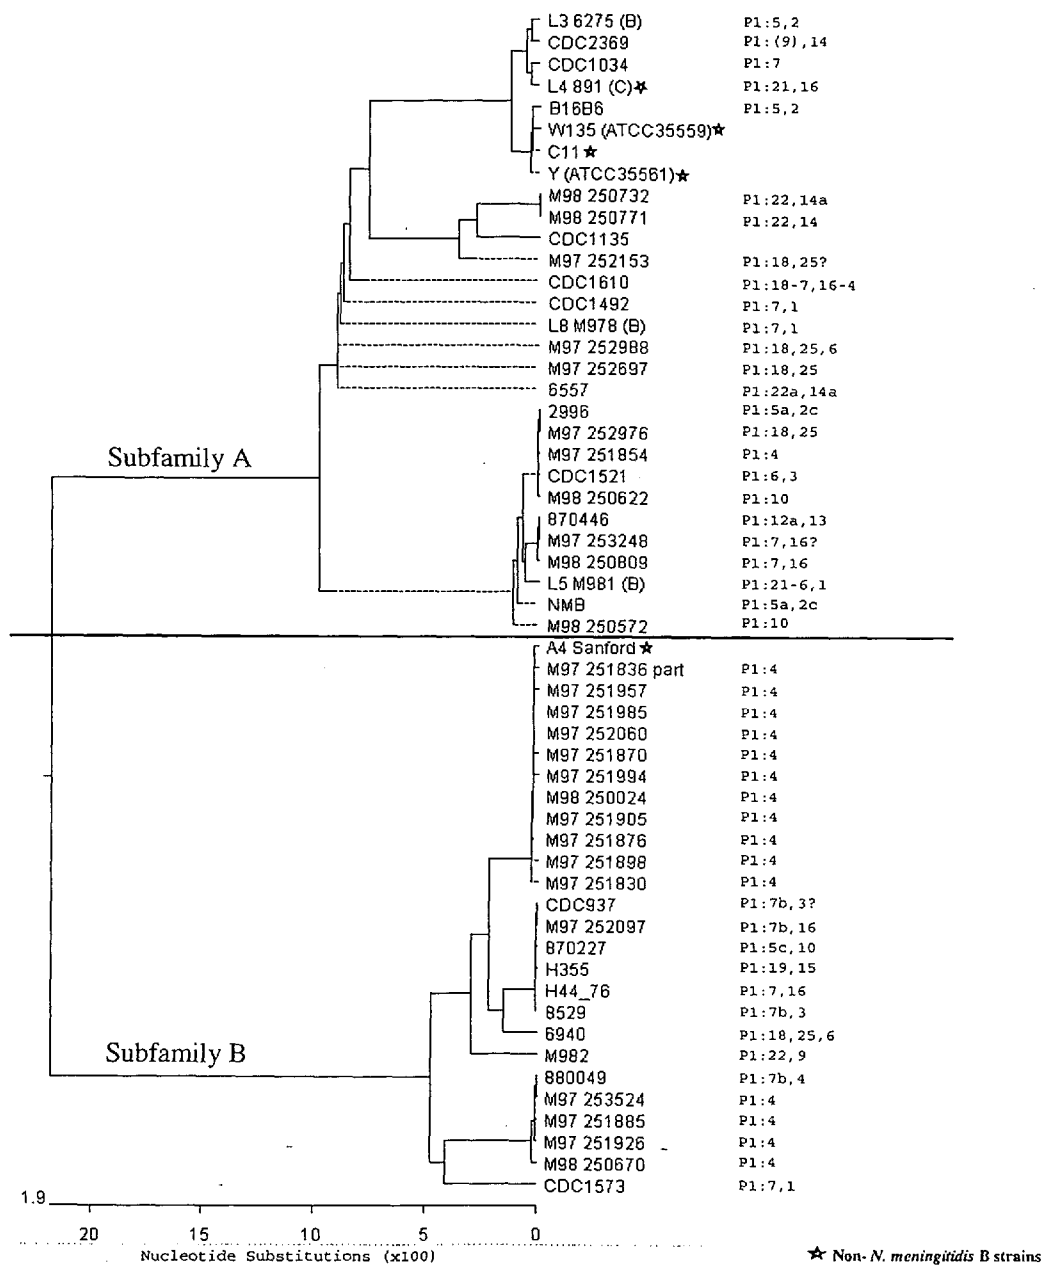 L3 6275 (B) P1:5,2
CDC2369 P1:(9),14
CDC1034 P1:7
L4 891 (C)☆ P1:21,16
B16B6 P1:5,2
W135 (ATCC35559)☆
C11☆
Y (ATCC35561)☆
M98 250732 P1:22,14a
M98 250771 P1:22,14
CDC1135
M97 252153 P1:18,25?
CDC1610 P1:18-7,16-4
CDC1492 P1:7,1
L8 M978 (B) P1:7,1
M97 252988 P1:18,25,6
M97 252697 P1:18,25
6557 P1:22a,14a
2996 P1:5a,2c
M97 252976 P1:18,25
Subfamily A
M97 251854 P1:4
CDC1521 P1:6,3
M98 250622 P1:10
870446 P1:12a,13
M97 253248 P1:7,16?
M98 250809 P1:7,16
L5 M981 (B) P1:21-6,1
NMB P1:5a,2c
M98 250572 P1:10
A4 Sanford☆
M97 251836 part P1:4
M97 251957 P1:4
M97 251985 P1:4
M97 252060 P1:4
M97 251870 P1:4
M97 251994 P1:4
M98 250024 P1:4
M97 251905 P1:4
M97 251876 P1:4
M97 251898 P1:4
M97 251830 P1:4
CDC937 P1:7b,3?
M97 252097 P1:7b,16
870227 P1:5c,10
H355 P1:19,15
H44_76 P1:7,16
8529 P1:7b,3
6940 P1:18,25,6
Subfamily B
M982 P1:22,9
880049 P1:7b,4
M97 253524 P1:4
M97 251885 P1:4
M97 251926 P1:4
M98 250670 P1:4
CDC1573 P1:7,1
1.9
20 15 10 5 0
Nucleotide Substitutions (x100)
☆ Non-N. meningitidis B strains